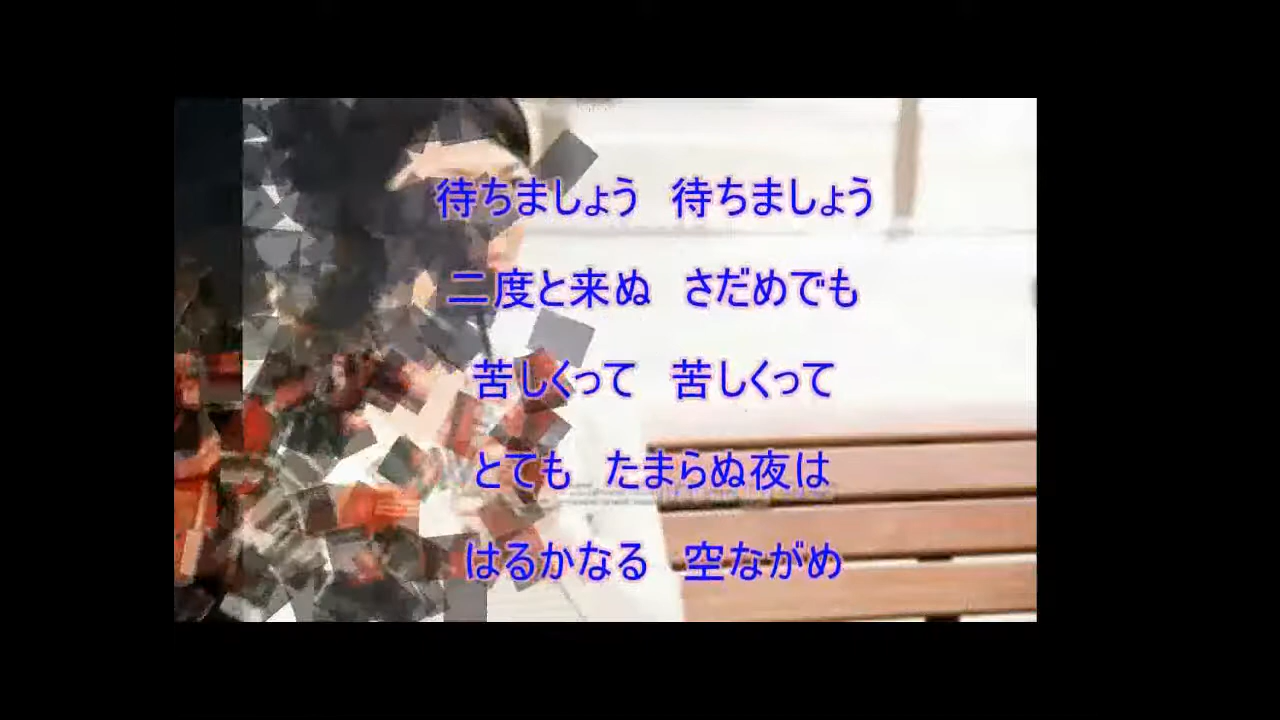 待ちましょう　待ちましょう
二度と来ぬ　さだめでも
苦しくって　苦しくって
とても　たまらぬ夜は
はるかなる　空ながめ